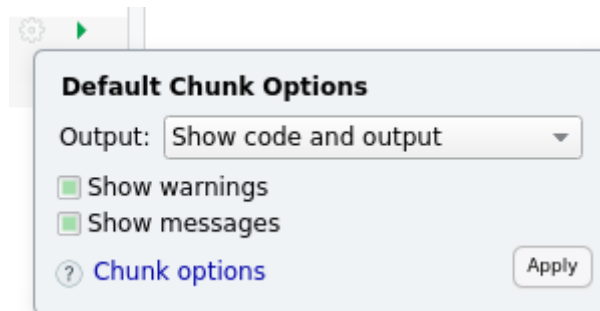 Default Chunk Options
Output: Show code and output
Show warnings
Show messages
? Chunk options
Apply